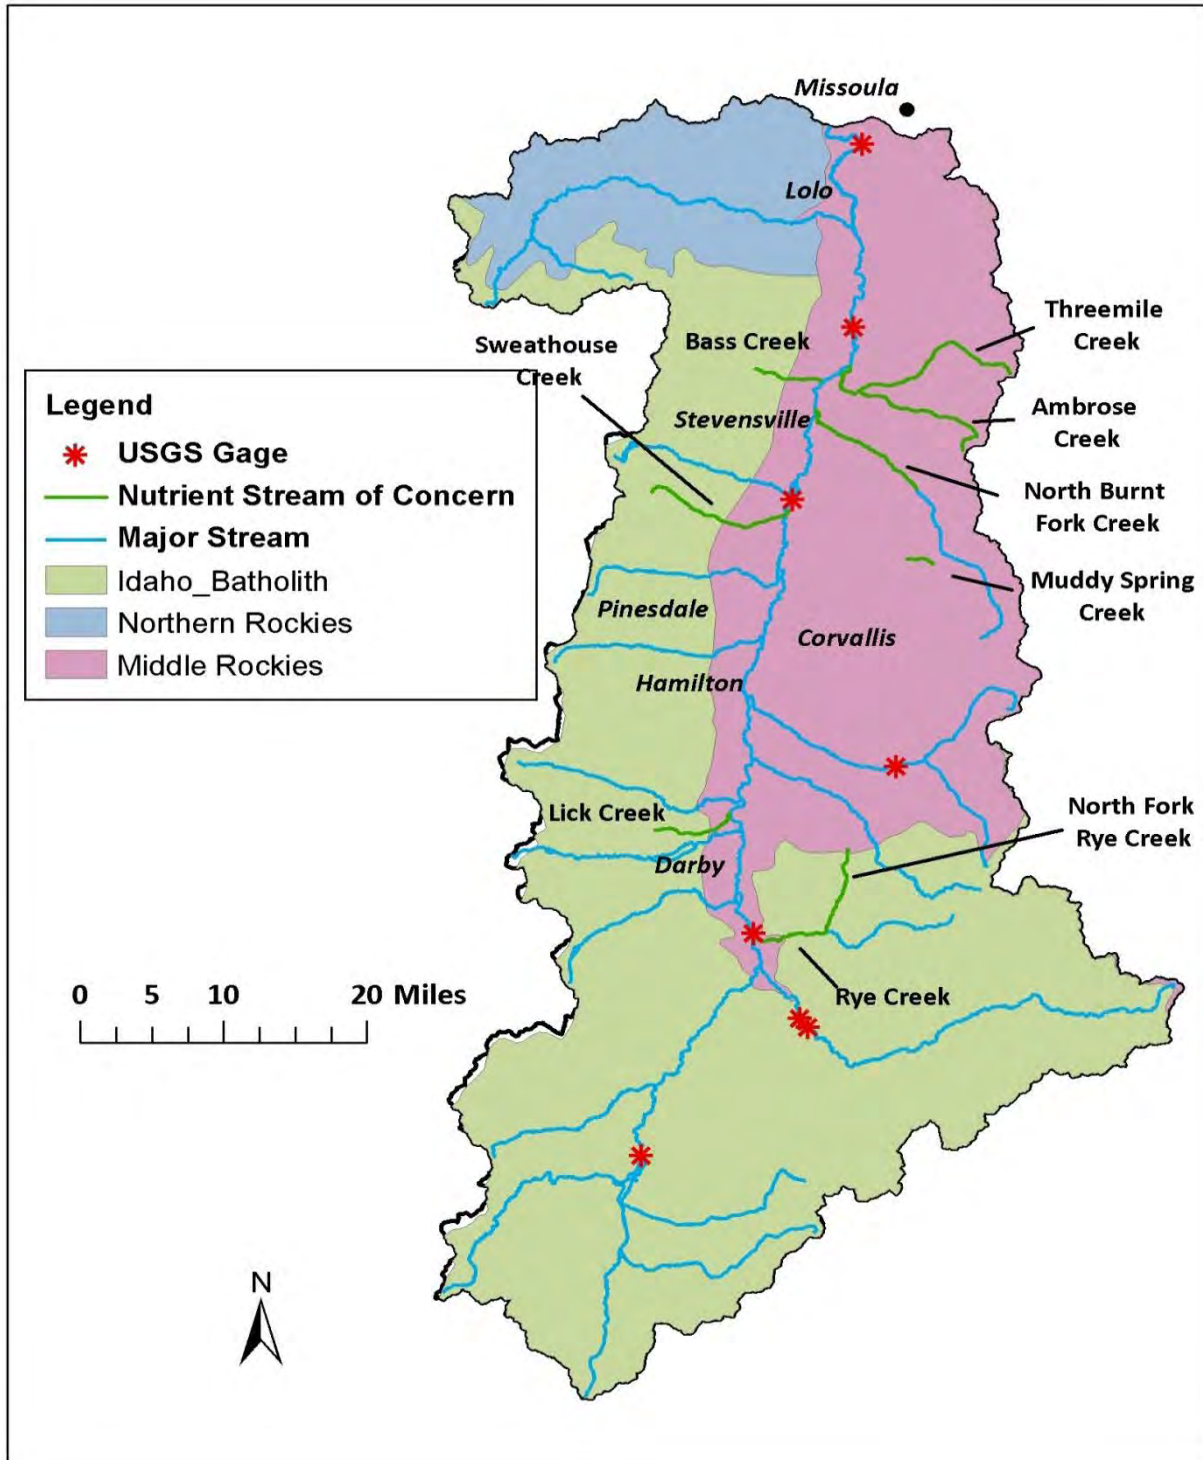 Missoula
Lolo
Threemile
Creek
Bass Creek
Sweathouse
Creek
Legend
USGS Gage
Nutrient Stream of Concern
Major Stream
Idaho_Batholith
Northern Rockies
Middle Rockies
Stevensville
Ambrose
Creek
North Burnt
Fork Creek
Muddy Spring
Creek
Pinesdale
Corvallis
Hamilton
Lick Creek
North Fork
Rye Creek
Darby
Rye Creek
0 5 10 20 Miles
N